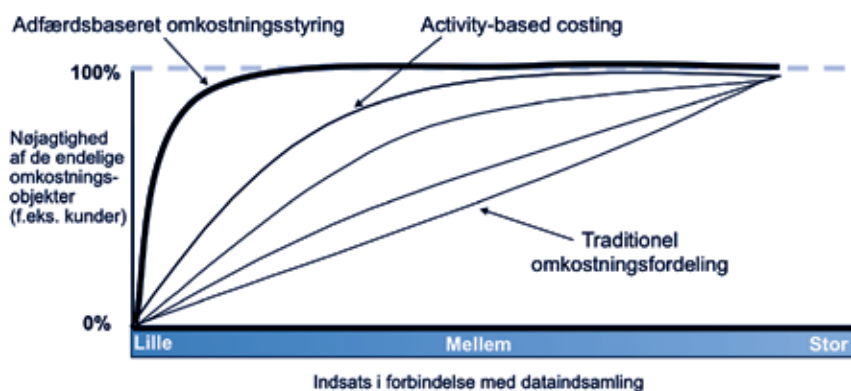 Adfærdsbaseret omkostningsstyring
Activity-based costing
100%
Nøjagtighed
af de endelige
omkostnings-
objekter
(f.eks. kunder)
Traditionel
omkostningsfordeling
0%
Lille
Mellem
Stor
Indsats i forbindelse med dataindsamling